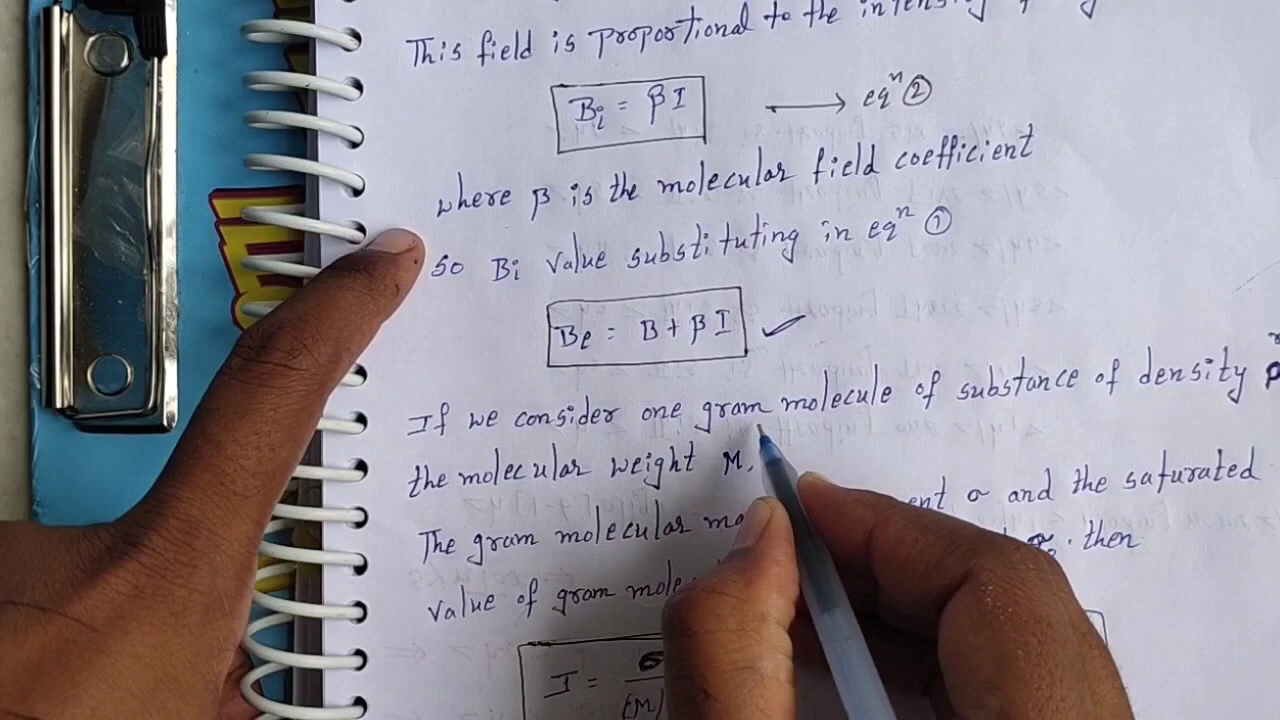 This field is proportional to the intensity
Bi = βI → eqⁿ ②
where β is the molecular field coefficient
so Bi value substituting in eqⁿ ①
Be = B + βI ✓
If we consider one gram molecule of substance of density ρ
the molecular weight M.
The gram molecular σ and the saturated
value of gram then
I = σ